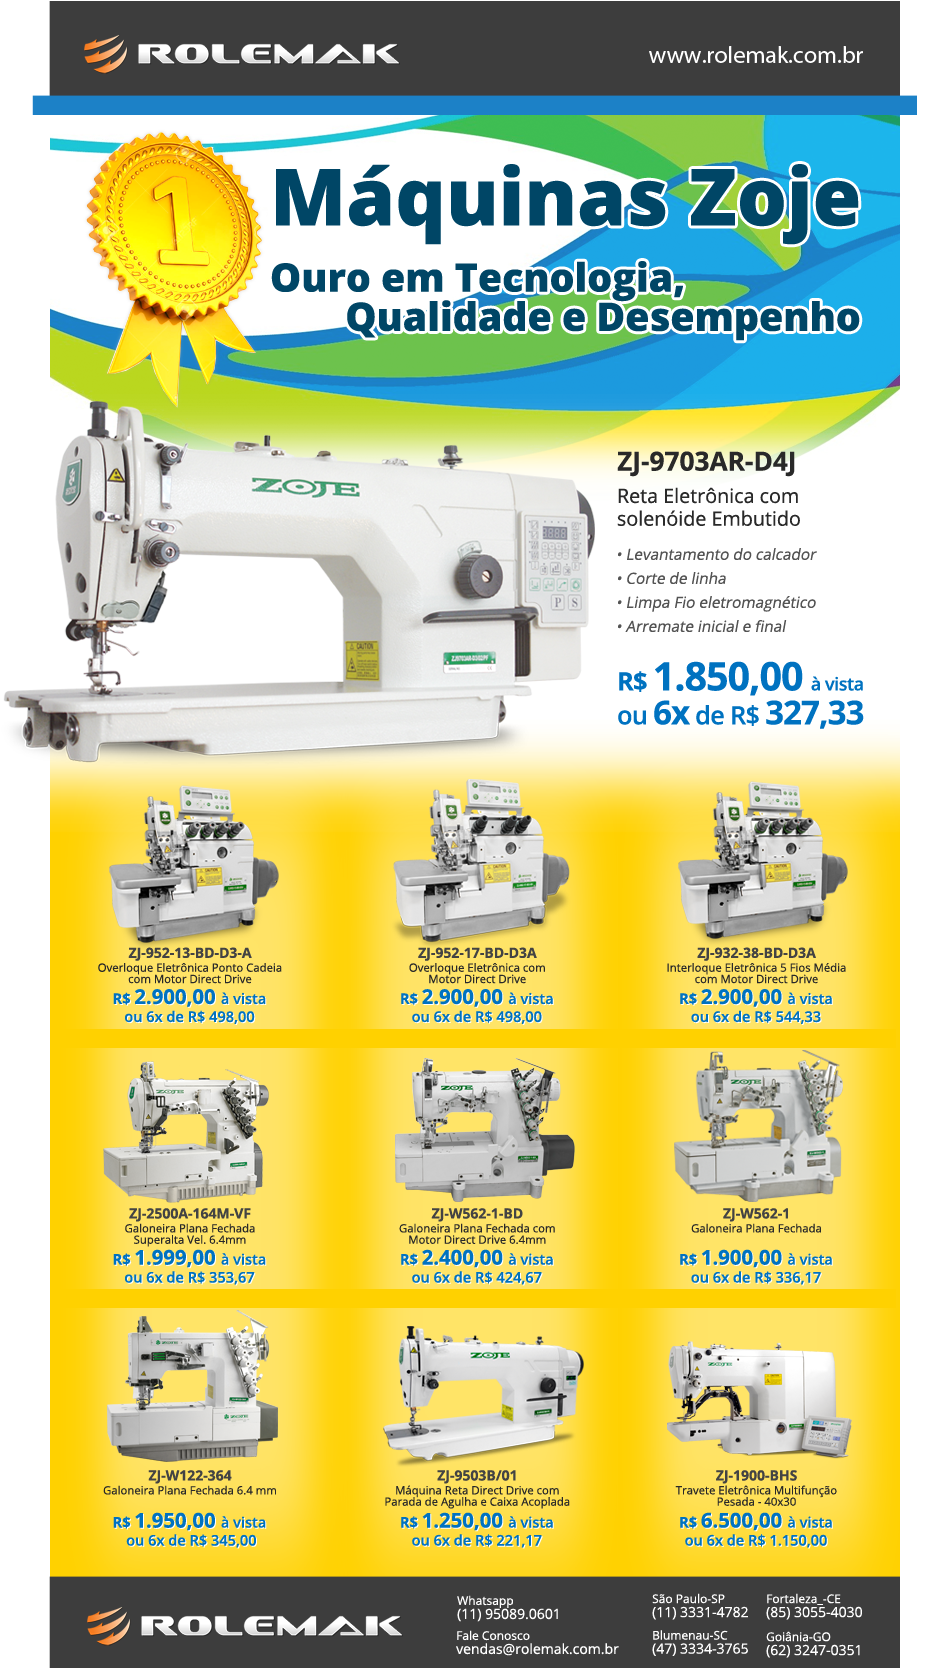 ROLEMAK
www.rolemak.com.br
1
Máquinas Zoje
Ouro em Tecnologia,
Qualidade e Desempenho
ZOJE
P S
CAUTION
ZJ-9703AR-D4J
Reta Eletrônica com
solenóide Embutido
• Levantamento do calcador
• Corte de linha
• Limpa Fio eletromagnético
• Arremate inicial e final
R$ 1.850,00 à vista
ou 6x de R$ 327,33
ZJ-952-13-BD-D3-A
Overloque Eletrônica Ponto Cadeia
com Motor Direct Drive
R$ 2.900,00 à vista
ou 6x de R$ 498,00
ZJ-952-17-BD-D3A
Overloque Eletrônica com
Motor Direct Drive
R$ 2.900,00 à vista
ou 6x de R$ 498,00
ZJ-932-38-BD-D3A
Interloque Eletrônica 5 Fios Média
com Motor Direct Drive
R$ 2.900,00 à vista
ou 6x de R$ 544,33
ZOJE
ZJ-2500A-164M-VF
Galoneira Plana Fechada
Superalta Vel. 6.4mm
R$ 1.999,00 à vista
ou 6x de R$ 353,67
ZOJE
ZJ-W562-1-BD
Galoneira Plana Fechada com
Motor Direct Drive 6.4mm
R$ 2.400,00 à vista
ou 6x de R$ 424,67
ZOJE
ZJ-W562-1
Galoneira Plana Fechada
R$ 1.900,00 à vista
ou 6x de R$ 336,17
ZJ-W122-364
Galoneira Plana Fechada 6.4 mm
R$ 1.950,00 à vista
ou 6x de R$ 345,00
ZOJE
ZJ-9503B/01
Máquina Reta Direct Drive com
Parada de Agulha e Caixa Acoplada
R$ 1.250,00 à vista
ou 6x de R$ 221,17
ZOJE
ZJ-1900-BHS
Travete Eletrônica Multifunção
Pesada - 40x30
R$ 6.500,00 à vista
ou 6x de R$ 1.150,00
ROLEMAK
Whatsapp
(11) 95089.0601
Fale Conosco
vendas@rolemak.com.br
São Paulo-SP
(11) 3331-4782
Blumenau-SC
(47) 3334-3765
Fortaleza_-CE
(85) 3055-4030
Goiânia-GO
(62) 3247-0351